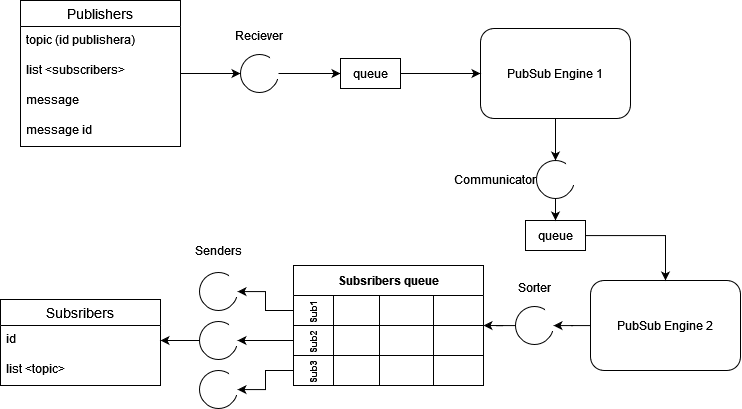 Publishers
topic (id publishera)
list <subscribers>
message
message id
Reciever
queue
PubSub Engine 1
Communicator
queue
PubSub Engine 2
Sorter
Subsribers queue
Sub1
Sub2
Sub3
Senders
Subsribers
id
list <topic>